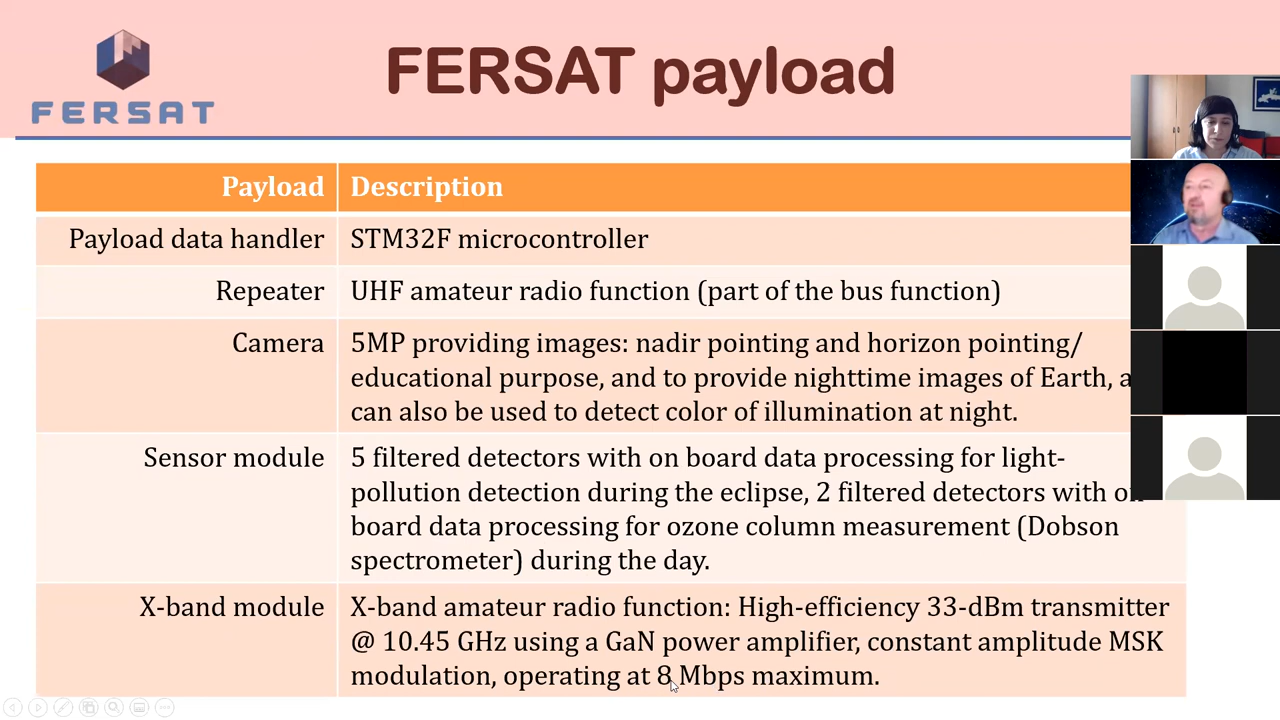 FERSAT payload
FERSAT
Payload Description
Payload data handler STM32F microcontroller
Repeater UHF amateur radio function (part of the bus function)
Camera 5MP providing images: nadir pointing and horizon pointing/
educational purpose, and to provide nighttime images of Earth,
can also be used to detect color of illumination at night.
Sensor module 5 filtered detectors with on board data processing for light-
pollution detection during the eclipse, 2 filtered detectors with on
board data processing for ozone column measurement (Dobson
spectrometer) during the day.
X-band module X-band amateur radio function: High-efficiency 33-dBm transmitter
@ 10.45 GHz using a GaN power amplifier, constant amplitude MSK
modulation, operating at 8 Mbps maximum.